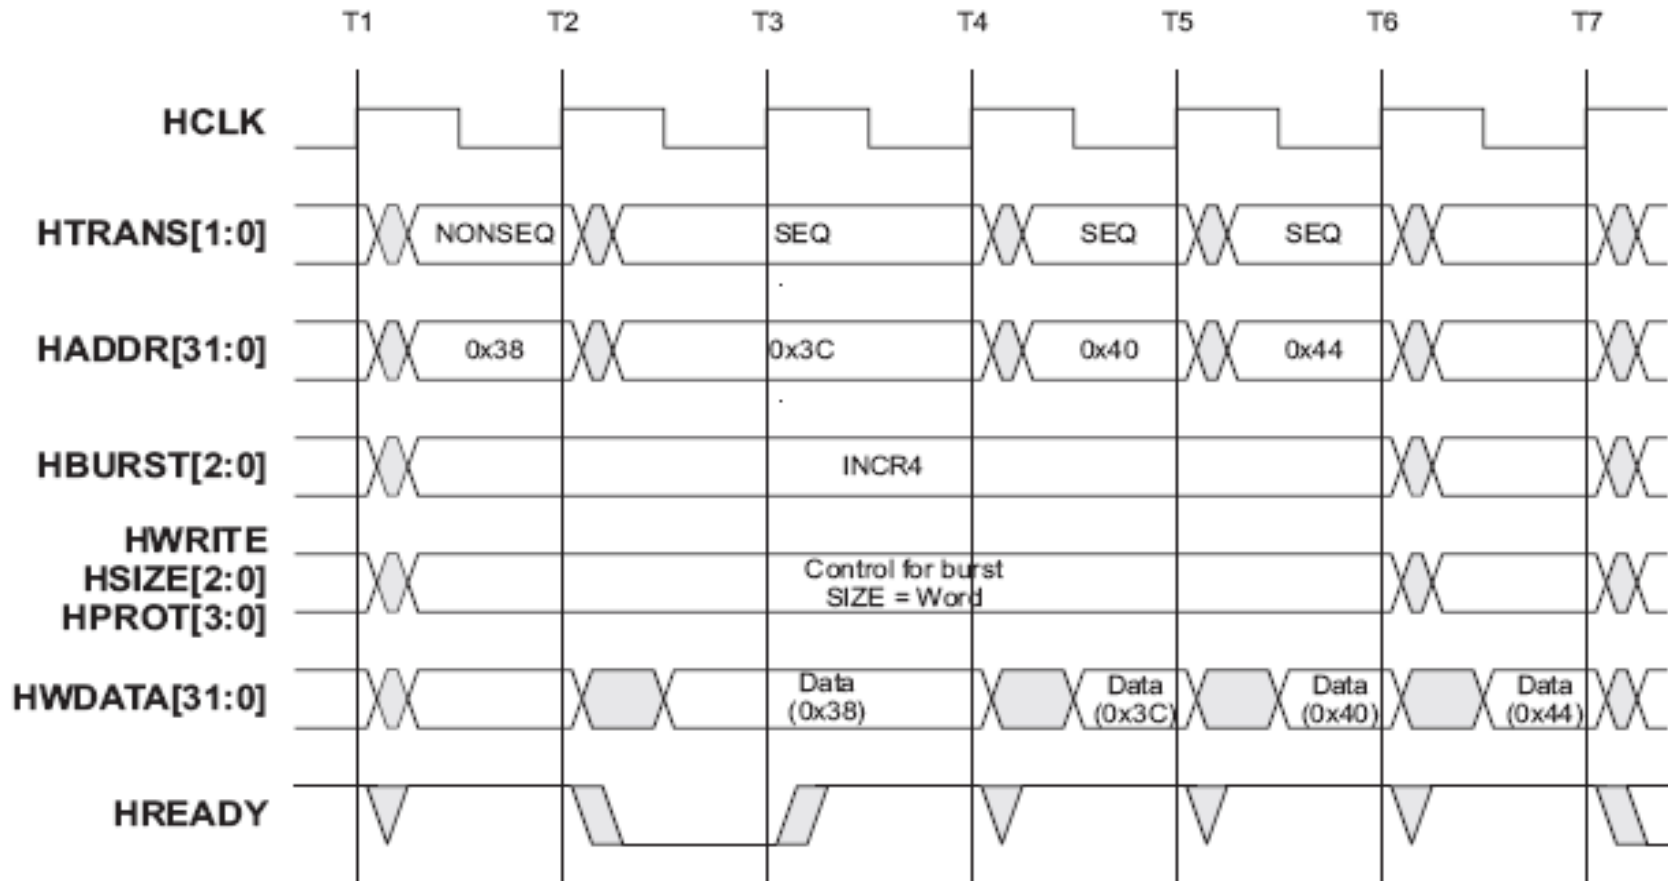 T1 T2 T3 T4 T5 T6 T7
HCLK
HTRANS[1:0] NONSEQ SEQ SEQ SEQ
HADDR[31:0] 0x38 0x3C 0x40 0x44
HBURST[2:0] INCR4
HWRITE
HSIZE[2:0] Control for burst
SIZE = Word
HPROT[3:0]
HWDATA[31:0] Data Data Data Data
(0x38) (0x3C) (0x40) (0x44)
HREADY